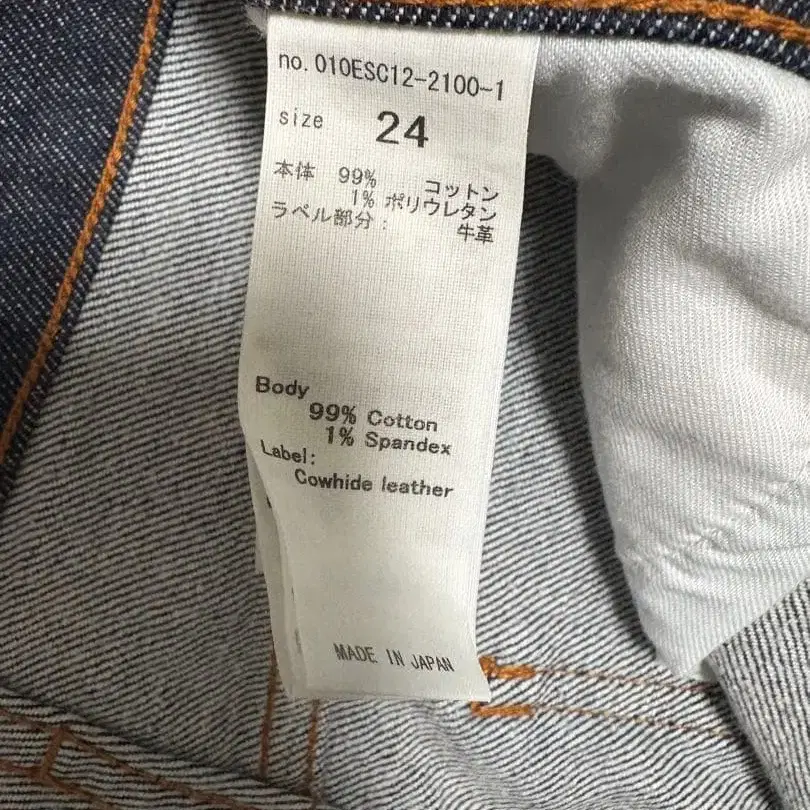 no.010ESC12-2100-1
size 24
本体 99% コットン
1% ポリウレタン
ラベル部分: 牛革
Body
99% Cotton
1% Spandex
Label:
Cowhide leather
MADE IN JAPAN